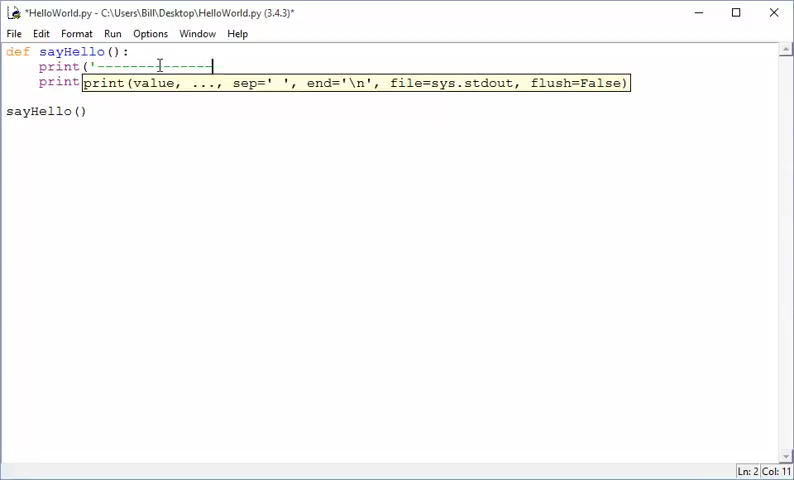 *HelloWorld.py - C:\Users\Bill\Desktop\HelloWorld.py (3.4.3)*
File Edit Format Run Options Window Help
def sayHello():
print('--------------
print
print(value, ..., sep=' ', end='\n', file=sys.stdout, flush=False)
sayHello()
Ln: 2 Col: 11